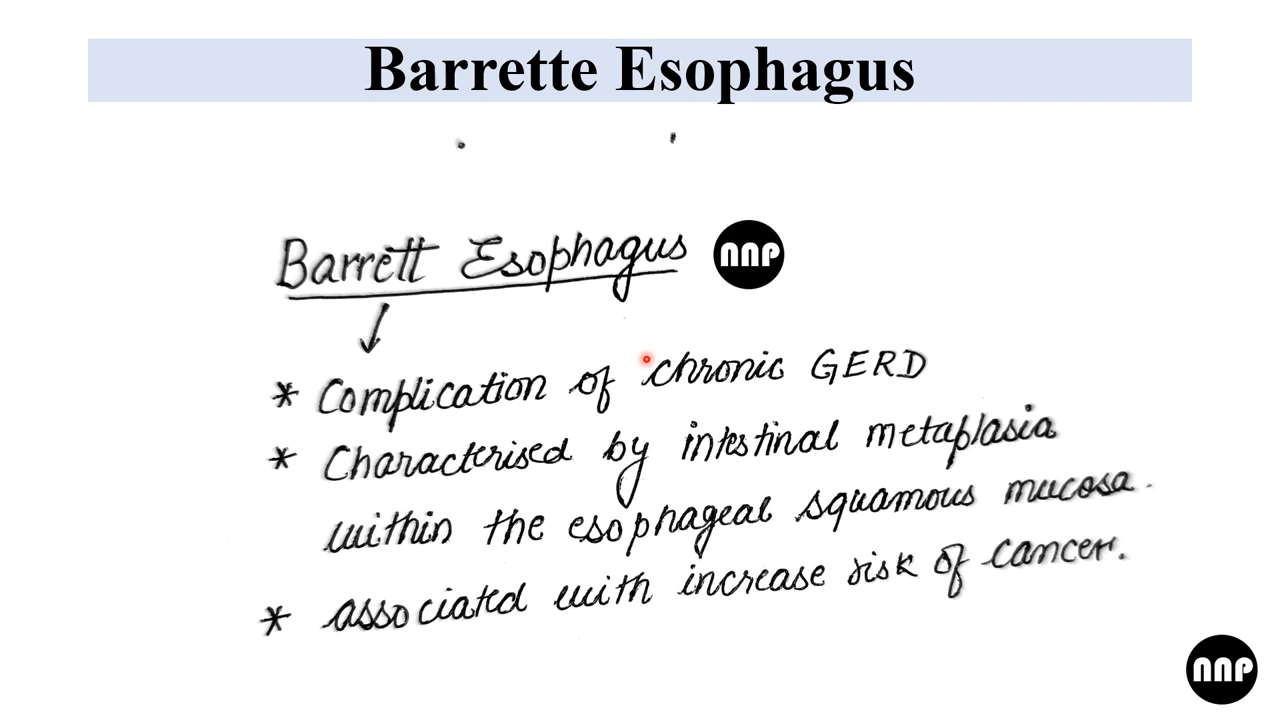 Barrette Esophagus
Barrett Esophagus
nnp
* Complication of chronic GERD
* Characterised by intestinal metaplasia
within the esophageal squamous mucosa.
* associated with increase risk of cancer.
nnp